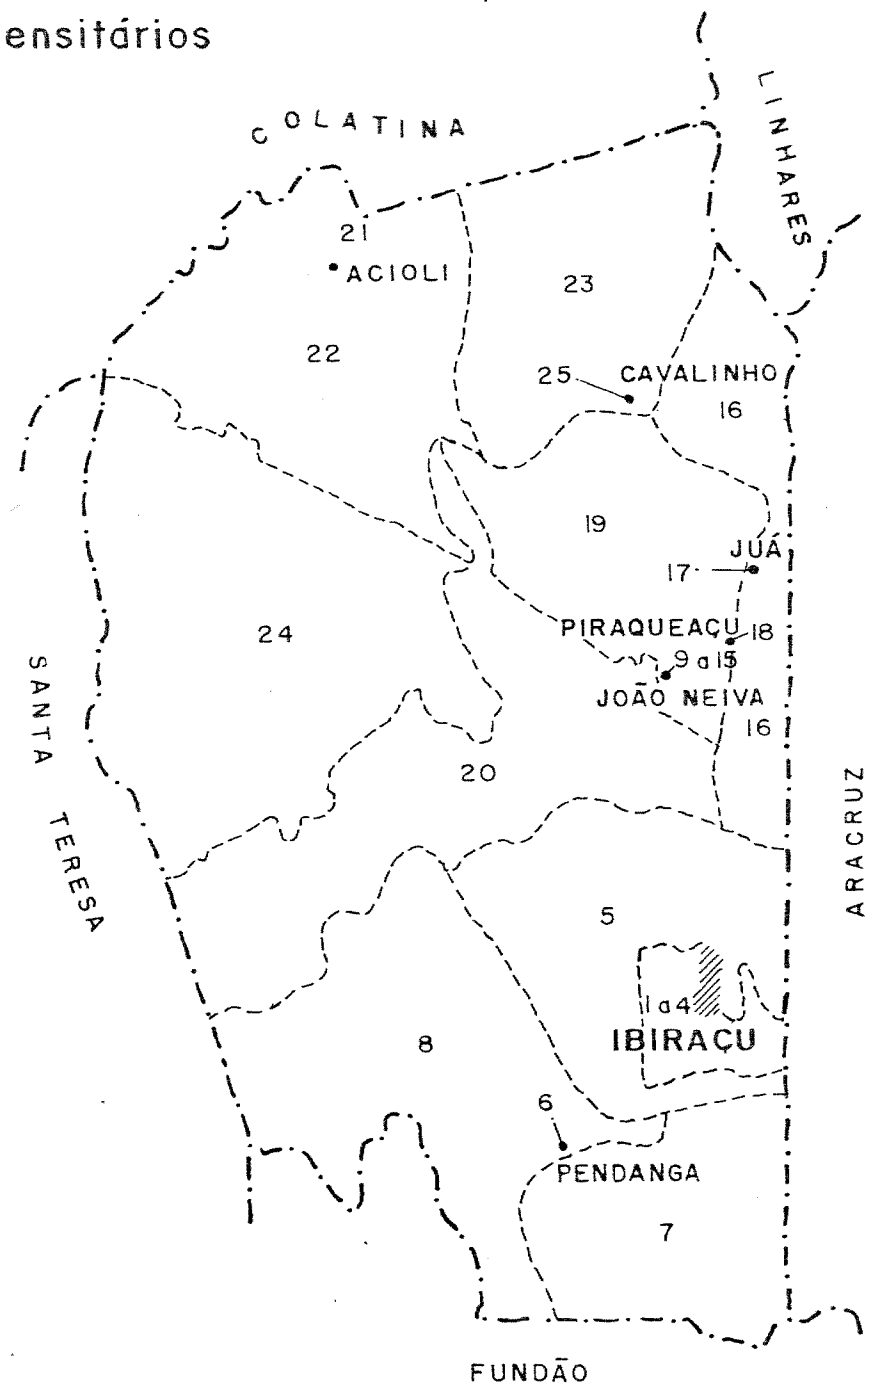 ensitários
LINHARES
COLATINA
21
ACIOLI
23
22
25
CAVALINHO
16
19
JUÁ
17
PIRAQUEAÇU
18
24
9 a 15
JOÃO NEIVA
16
SANTA TERESA
20
ARACRUZ
5
1 a 4
IBIRAÇU
8
6
PENDANGA
7
FUNDÃO